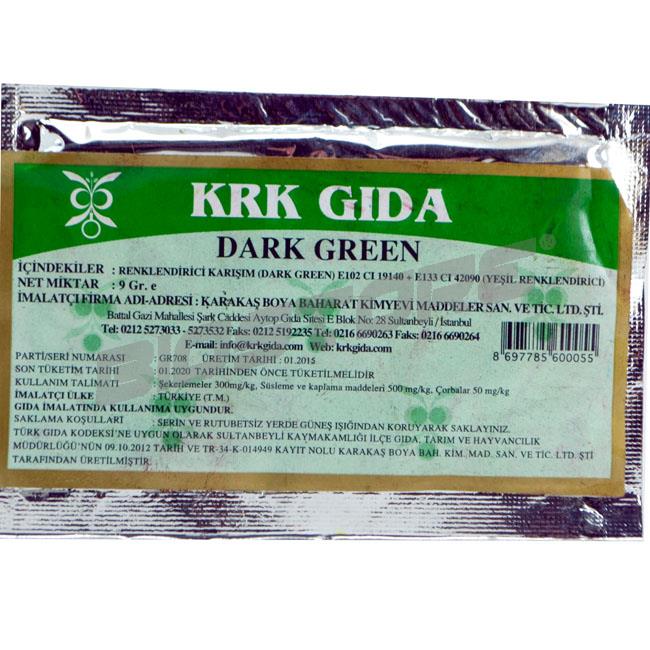 KRK GIDA
DARK GREEN
İÇİNDEKİLER : RENKLENDİRİCİ KARIŞIM (DARK GREEN) E102 CI 19140 + E133 CI 42090 (YEŞİL RENKLENDİRİCİ)
NET MİKTAR : 9 Gr. e
İMALATÇI FİRMA ADI-ADRESİ : KARAKAŞ BOYA BAHARAT KİMYEVİ MADDELER SAN. VE TİC. LTD. ŞTİ.
Battal Gazi Mahallesi Şark Caddesi Aytop Gıda Sitesi E Blok No: 28 Sultanbeyli / İstanbul
Tel: 0212 5273033 - 5273532 Faks: 0212 5192235 Tel: 0216 6690263 Faks: 0216 6690264
E-mail: info@krkgida.com Web: krkgida.com
PARTİ/SERİ NUMARASI : GR708 ÜRETİM TARİHİ : 01.2015
SON TÜKETİM TARİHİ : 01.2020 TARİHİNDEN ÖNCE TÜKETİLMELİDİR
KULLANIM TALİMATI : Şekerlemeler 300mg/kg, Süsleme ve kaplama maddeleri 500 mg/kg, Çorbalar 50 mg/kg
İMALATÇI ÜLKE : TÜRKİYE (T.M.)
GIDA İMALATINDA KULLANIMA UYGUNDUR.
SAKLAMA KOŞULLARI : SERİN VE RUTUBETSİZ YERDE GÜNEŞ IŞIĞINDAN KORUYARAK SAKLAYINIZ.
TÜRK GIDA KODEKSİ'NE UYGUN OLARAK SULTANBEYLİ KAYMAKAMLIĞI İLÇE GIDA, TARIM VE HAYVANCILIK
MÜDÜRLÜĞÜ'NÜN 09.10.2012 TARİH VE TR-34-K-014949 KAYIT NOLU KARAKAŞ BOYA BAH. KİM. MAD. SAN. VE TİC. LTD. ŞTİ
TARAFINDAN ÜRETİLMİŞTİR.
8 697785 600055